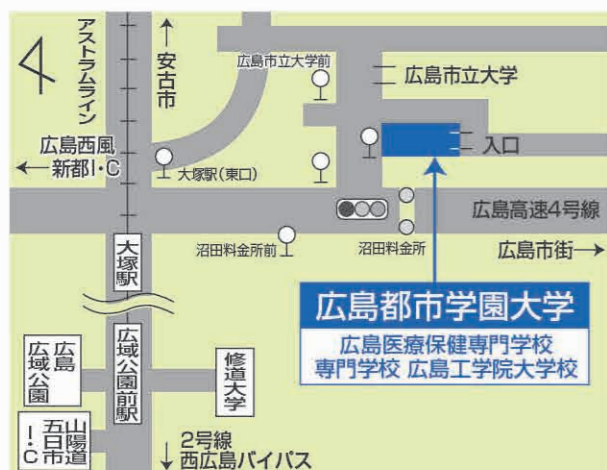 アストラムライン
↑
安古市
広島西風
新都I・C
←
大塚駅(東口)
広島市立大学前
広島市立大学
入口
広島高速4号線
沼田料金所前
沼田料金所
広島市街→
大塚駅
広島都市学園大学
広島医療保健専門学校
専門学校 広島工学院大学校
広島
広域公園
広域公園前駅
修道大学
山陽道
五日市
I・C
↓
2号線
西広島バイパス